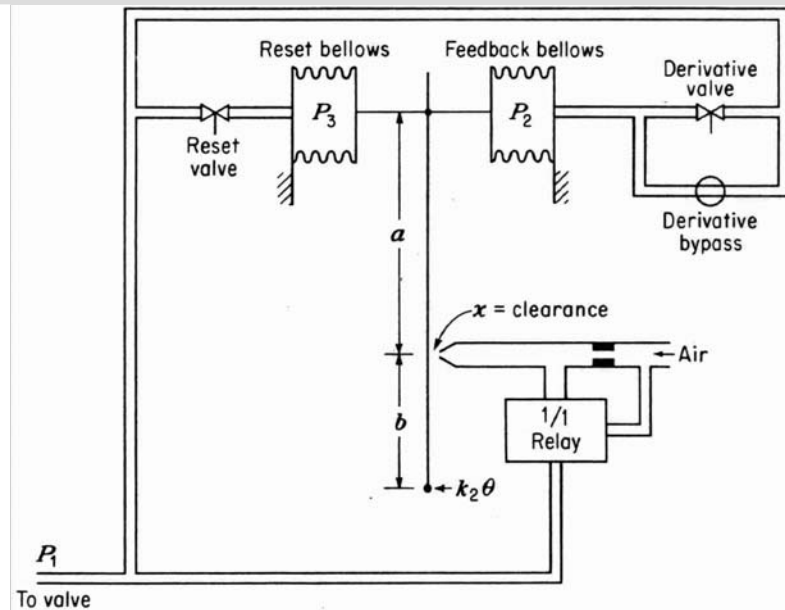 Reset bellows
Feedback bellows
Derivative
valve
P₃
P₂
Reset
valve
Derivative
bypass
a
x = clearance
Air
b
1/1
Relay
k₂θ
P₁
To valve